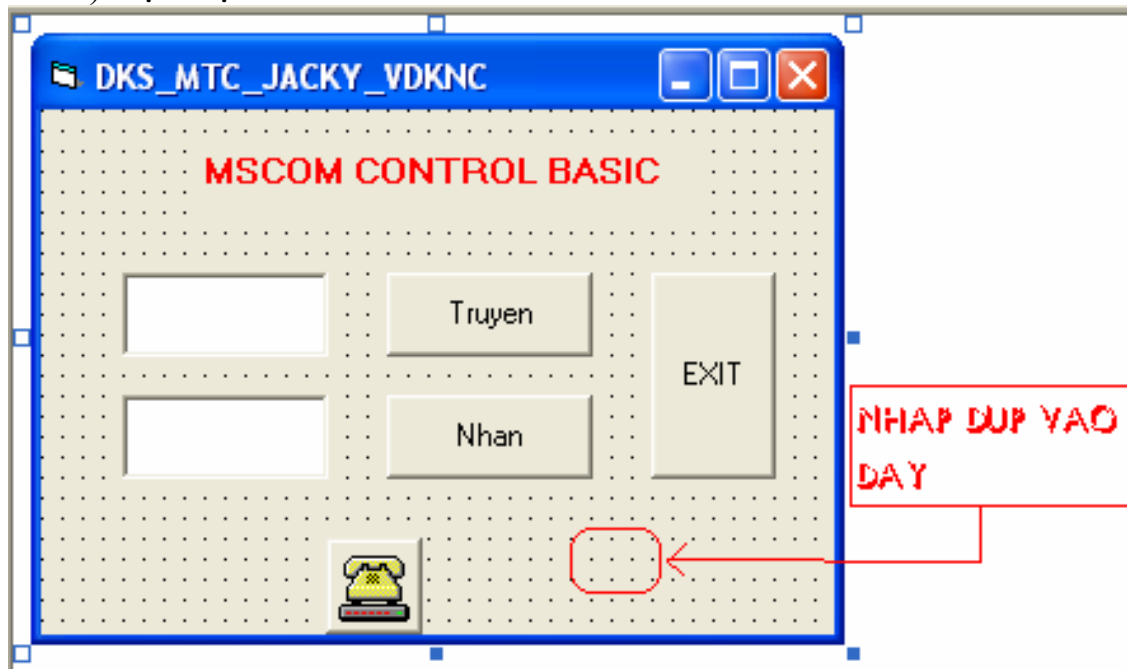 DKS_MTC_JACKY_VDKNC
MSCOM CONTROL BASIC
Truyen
EXIT
Nhan
NHAP DUP VAO
DAY